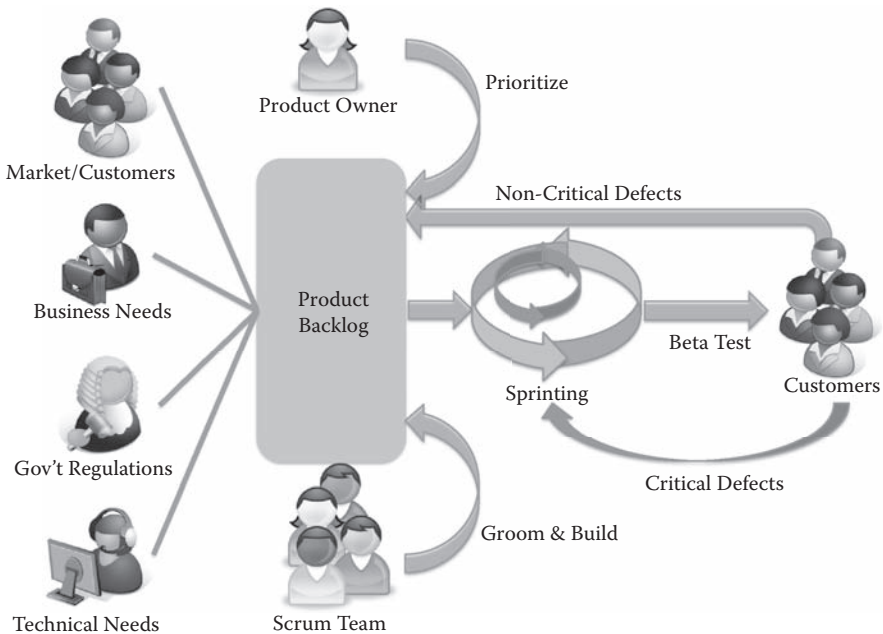 Product Owner
Prioritize
Market/Customers
Non-Critical Defects
Business Needs
Product
Backlog
Beta Test
Customers
Sprinting
Gov't Regulations
Critical Defects
Groom & Build
Technical Needs
Scrum Team